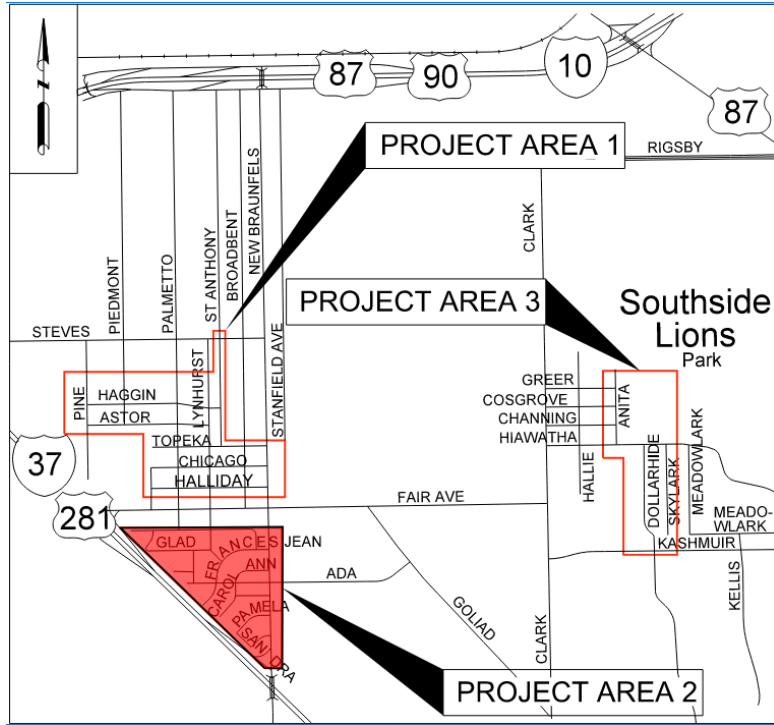 N
87
90
10
87
PROJECT AREA 1
RIGSBY
PIEDMONT
PALMETTO
ST ANTHONY
BROADBENT
NEW BRAUNFELS
CLARK
PROJECT AREA 3
Southside
Lions
Park
STEVES
STANFIELD AVE
LYNHURST
PINE
HAGGIN
ASTOR
TOPEKA
CHICAGO
HALLIDAY
GREER
COSGROVE
CHANNING
HIAWATHA
ANITA
HALLIE
DOLLARHIDE
SKYLARK
MEADOWLARK
37
281
FAIR AVE
MEADO-
WLARK
KASHMUIR
GLAD
FRANCES JEAN
ANN
ADA
CAROL
PAMELA
SANDRA
GOLIAD
CLARK
KELLIS
PROJECT AREA 2